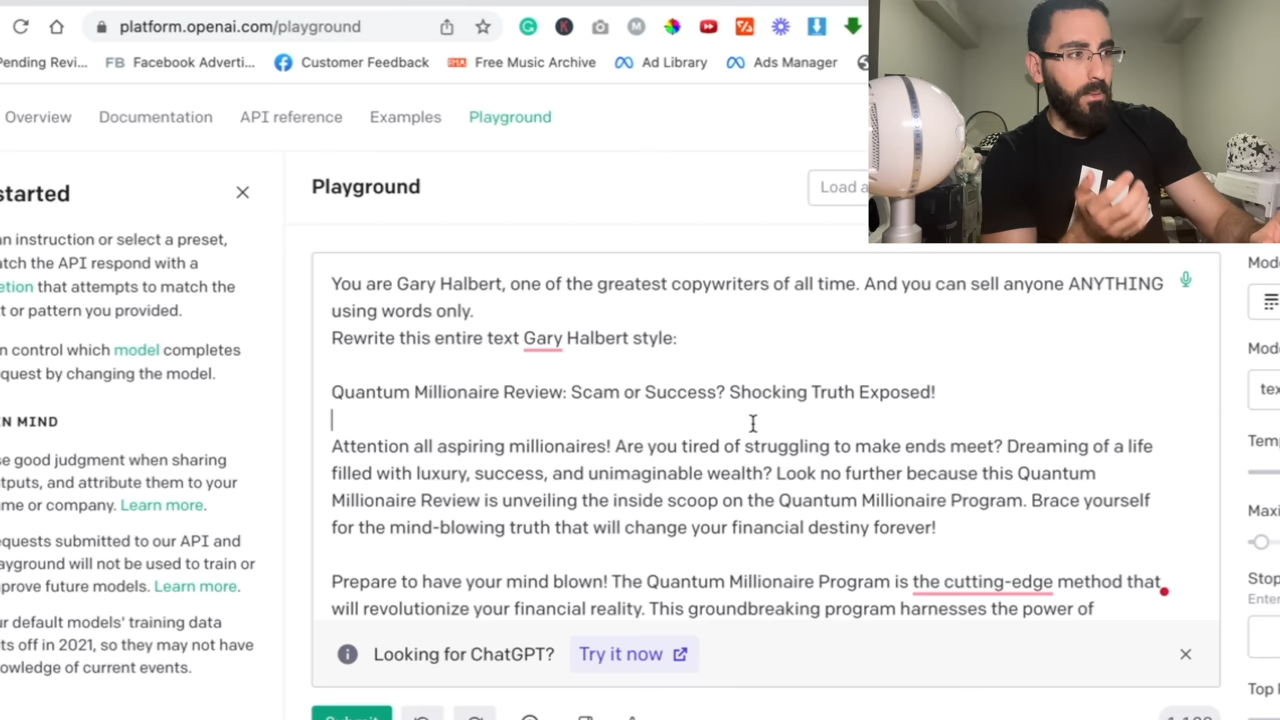 platform.openai.com/playground
Pending Revi...
FB Facebook Adverti...
Customer Feedback
Free Music Archive
Ad Library
Ads Manager
Overview
Documentation
API reference
Examples
Playground
started
Playground
Load a
an instruction or select a preset,
atch the API respond with a
etion that attempts to match the
t or pattern you provided.
n control which model completes
quest by changing the model.
N MIND
se good judgment when sharing
tputs, and attribute them to your
me or company. Learn more.
equests submitted to our API and
ayground will not be used to train or
prove future models. Learn more.
ur default models' training data
ts off in 2021, so they may not have
owledge of current events.
You are Gary Halbert, one of the greatest copywriters of all time. And you can sell anyone ANYTHING
using words only.
Rewrite this entire text Gary Halbert style:
Quantum Millionaire Review: Scam or Success? Shocking Truth Exposed!
Attention all aspiring millionaires! Are you tired of struggling to make ends meet? Dreaming of a life
filled with luxury, success, and unimaginable wealth? Look no further because this Quantum
Millionaire Review is unveiling the inside scoop on the Quantum Millionaire Program. Brace yourself
for the mind-blowing truth that will change your financial destiny forever!
Prepare to have your mind blown! The Quantum Millionaire Program is the cutting-edge method that
will revolutionize your financial reality. This groundbreaking program harnesses the power of
Looking for ChatGPT? Try it now
Submit
Mod
Mode
tex
Temp
Maxi
Stop
Enter
Top